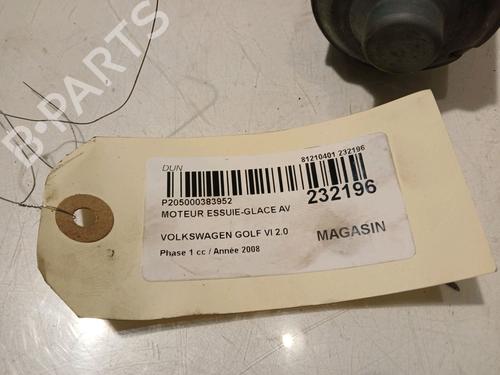 B-PARTS
DUN
81210401 232196
P205000383952
232196
MOTEUR ESSUIE-GLACE AV
VOLKSWAGEN GOLF VI 2.0
MAGASIN
Phase 1 cc / Année 2008